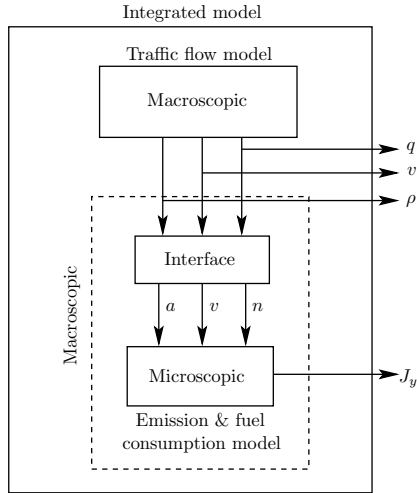 Integrated model
Traffic flow model
Macroscopic
q
v
ρ
Macroscopic
Interface
a
v
n
Microscopic
J_y
Emission & fuel
consumption model